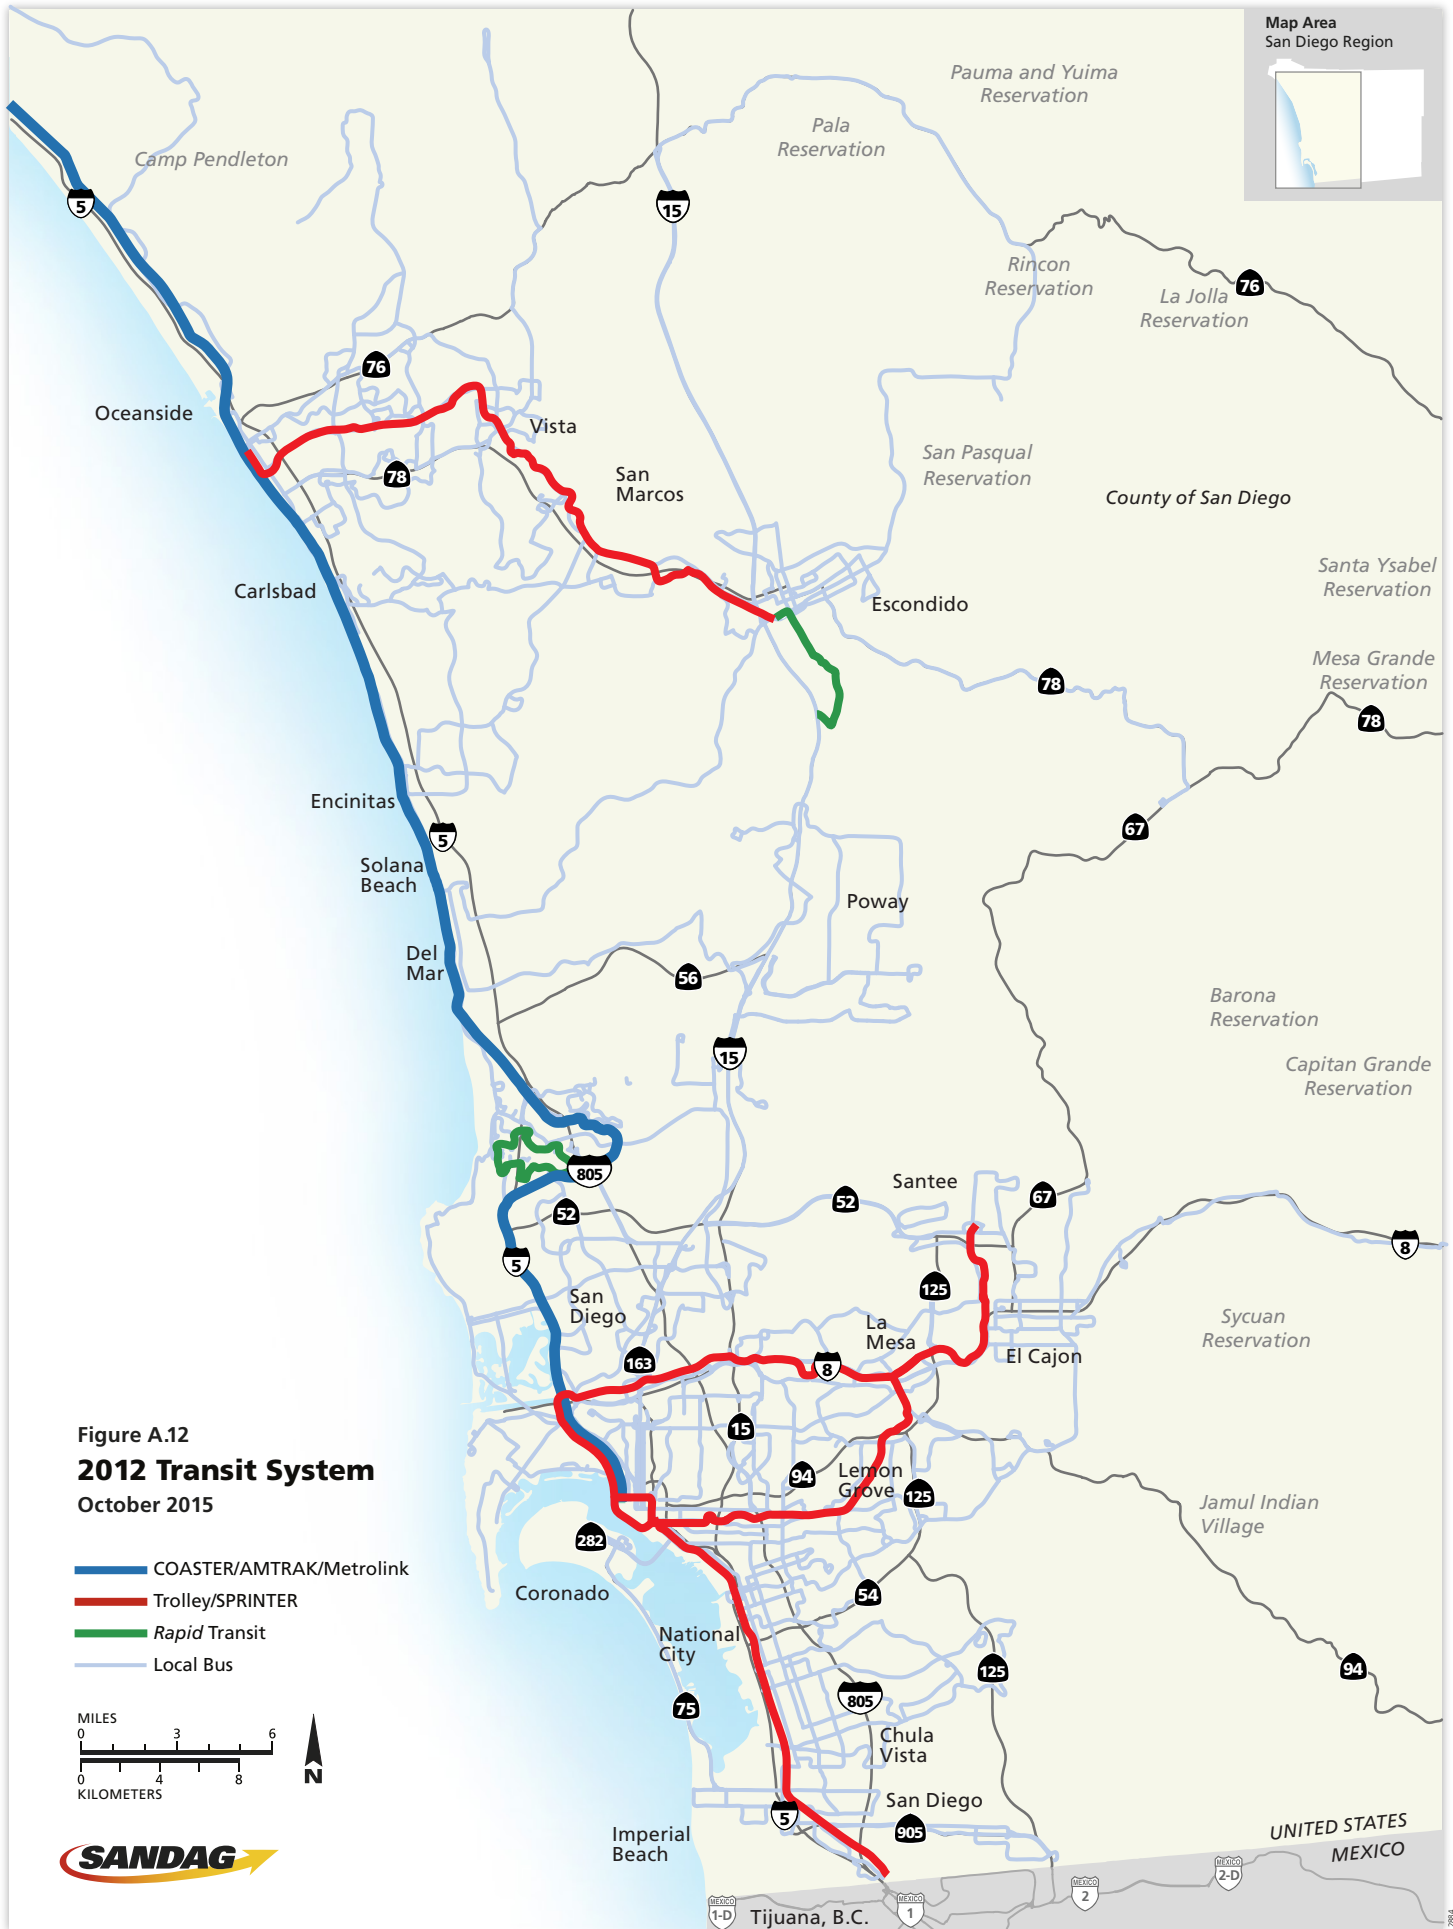 Map Area
San Diego Region
Pauma and Yuima
Reservation
Pala
Reservation
Camp Pendleton
5
15
Rincon
Reservation
La Jolla
Reservation
76
76
Oceanside
Vista
78
San
Marcos
San Pasqual
Reservation
County of San Diego
Santa Ysabel
Reservation
Carlsbad
Escondido
Mesa Grande
Reservation
78
78
Encinitas
5
67
Solana
Beach
Poway
Del
Mar
56
Barona
Reservation
15
Capitan Grande
Reservation
805
Santee
52
67
52
5
8
125
San
Diego
La
Mesa
Sycuan
Reservation
163
8
El Cajon
15
Figure A.12
2012 Transit System
October 2015
94
Lemon
Grove
125
Jamul Indian
Village
282
COASTER/AMTRAK/Metrolink
Trolley/SPRINTER
Rapid Transit
Local Bus
Coronado
54
National
City
125
94
805
75
MILES
0 3 6
0 4 8
KILOMETERS
N
Chula
Vista
San Diego
5
905
Imperial
Beach
UNITED STATES
MEXICO
SANDAG
MEXICO
2-D
MEXICO
2
MEXICO
1-D
Tijuana, B.C.
MEXICO
1